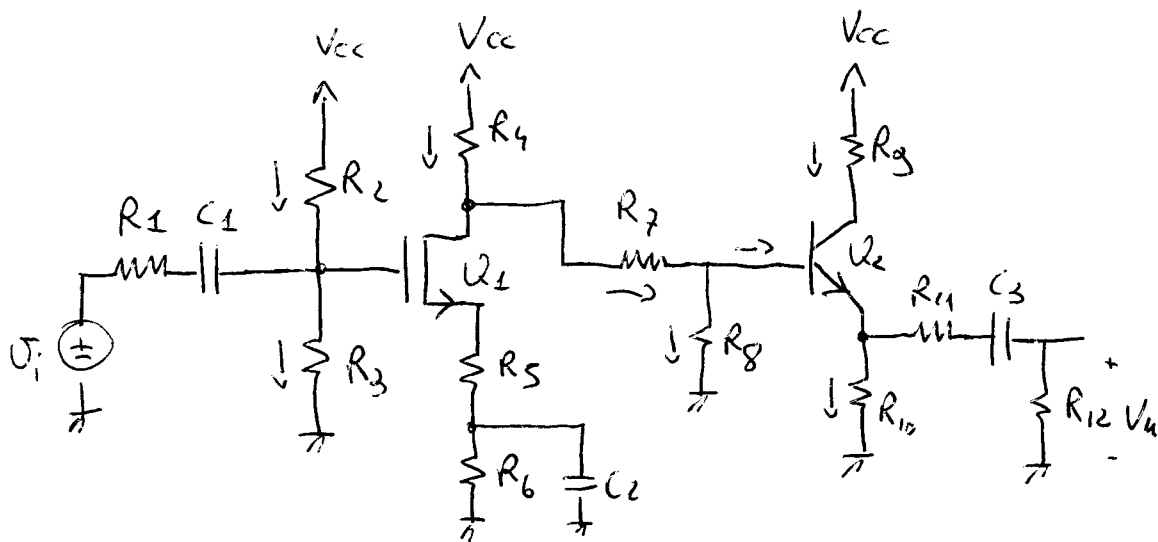 Vcc
Vcc
Vcc
R4
R9
R2
R1
C1
R7
Q1
Q2
R11
C3
Vi
R3
R5
R8
R10
R12
Vu
R6
C2
+
-